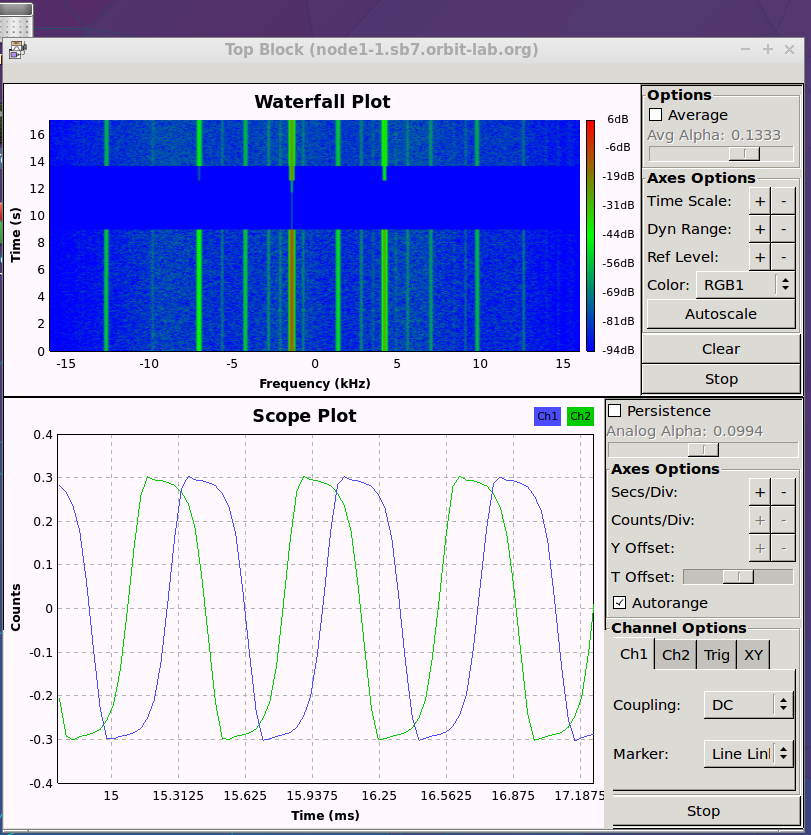 Top Block (node1-1.sb7.orbit-lab.org)
Waterfall Plot
Time (s)
16
14
12
10
8
6
4
2
0
-15 -10 -5 0 5 10 15
Frequency (kHz)
6dB
-6dB
-19dB
-31dB
-44dB
-56dB
-69dB
-81dB
-94dB
Options
Average
Avg Alpha: 0.1333
Axes Options
Time Scale: + -
Dyn Range: + -
Ref Level: + -
Color: RGB1
Autoscale
Clear
Stop
Scope Plot
Ch1 Ch2
Counts
0.4
0.3
0.2
0.1
0
-0.1
-0.2
-0.3
-0.4
15 15.3125 15.625 15.9375 16.25 16.5625 16.875 17.1875
Time (ms)
Persistence
Analog Alpha: 0.0994
Axes Options
Secs/Div: + -
Counts/Div: + -
Y Offset: + -
T Offset:
Autorange
Channel Options
Ch1 Ch2 Trig XY
Coupling: DC
Marker: Line Lin
Stop